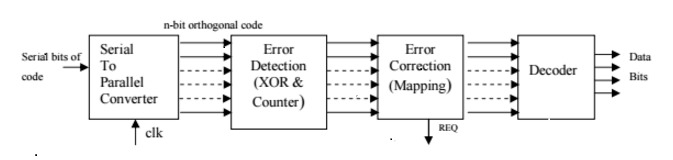 n-bit orthogonal code
Serial bits of
code
Serial
To
Parallel
Converter
clk
Error
Detection
(XOR &
Counter)
Error
Correction
(Mapping)
REQ
Decoder
Data
Bits